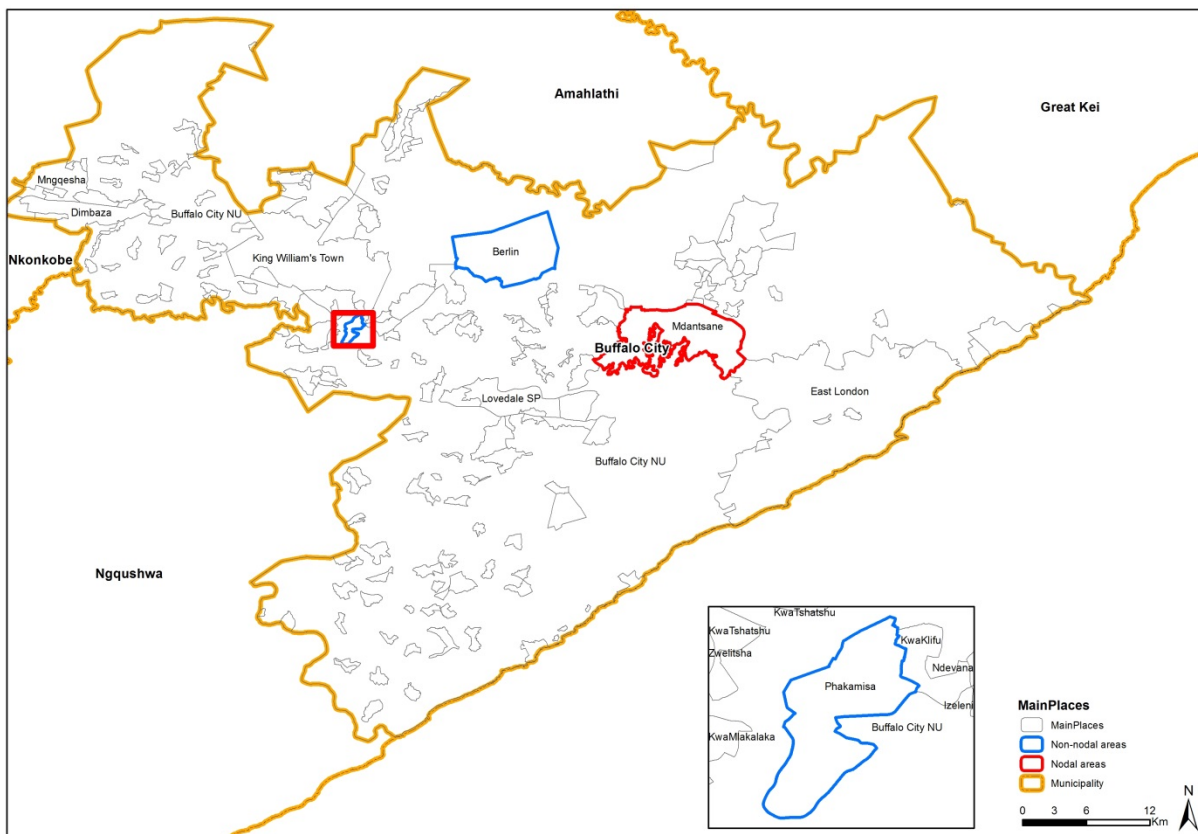 Amahlathi
Great Kei
Mngqesha
Dimbaza
Buffalo City NU
Nkonkobe
King William's Town
Berlin
Mdantsane
Buffalo City
Lovedale SP
East London
Buffalo City NU
Ngqushwa
KwaTshatshu
KwaTshatshu
KwaKlifu
Zwelitsha
Ndevana
Phakamisa
Izeleni
Buffalo City NU
KwaMlakalaka
MainPlaces
MainPlaces
Non-nodal areas
Nodal areas
Municipality
N
0 3 6 12
Km